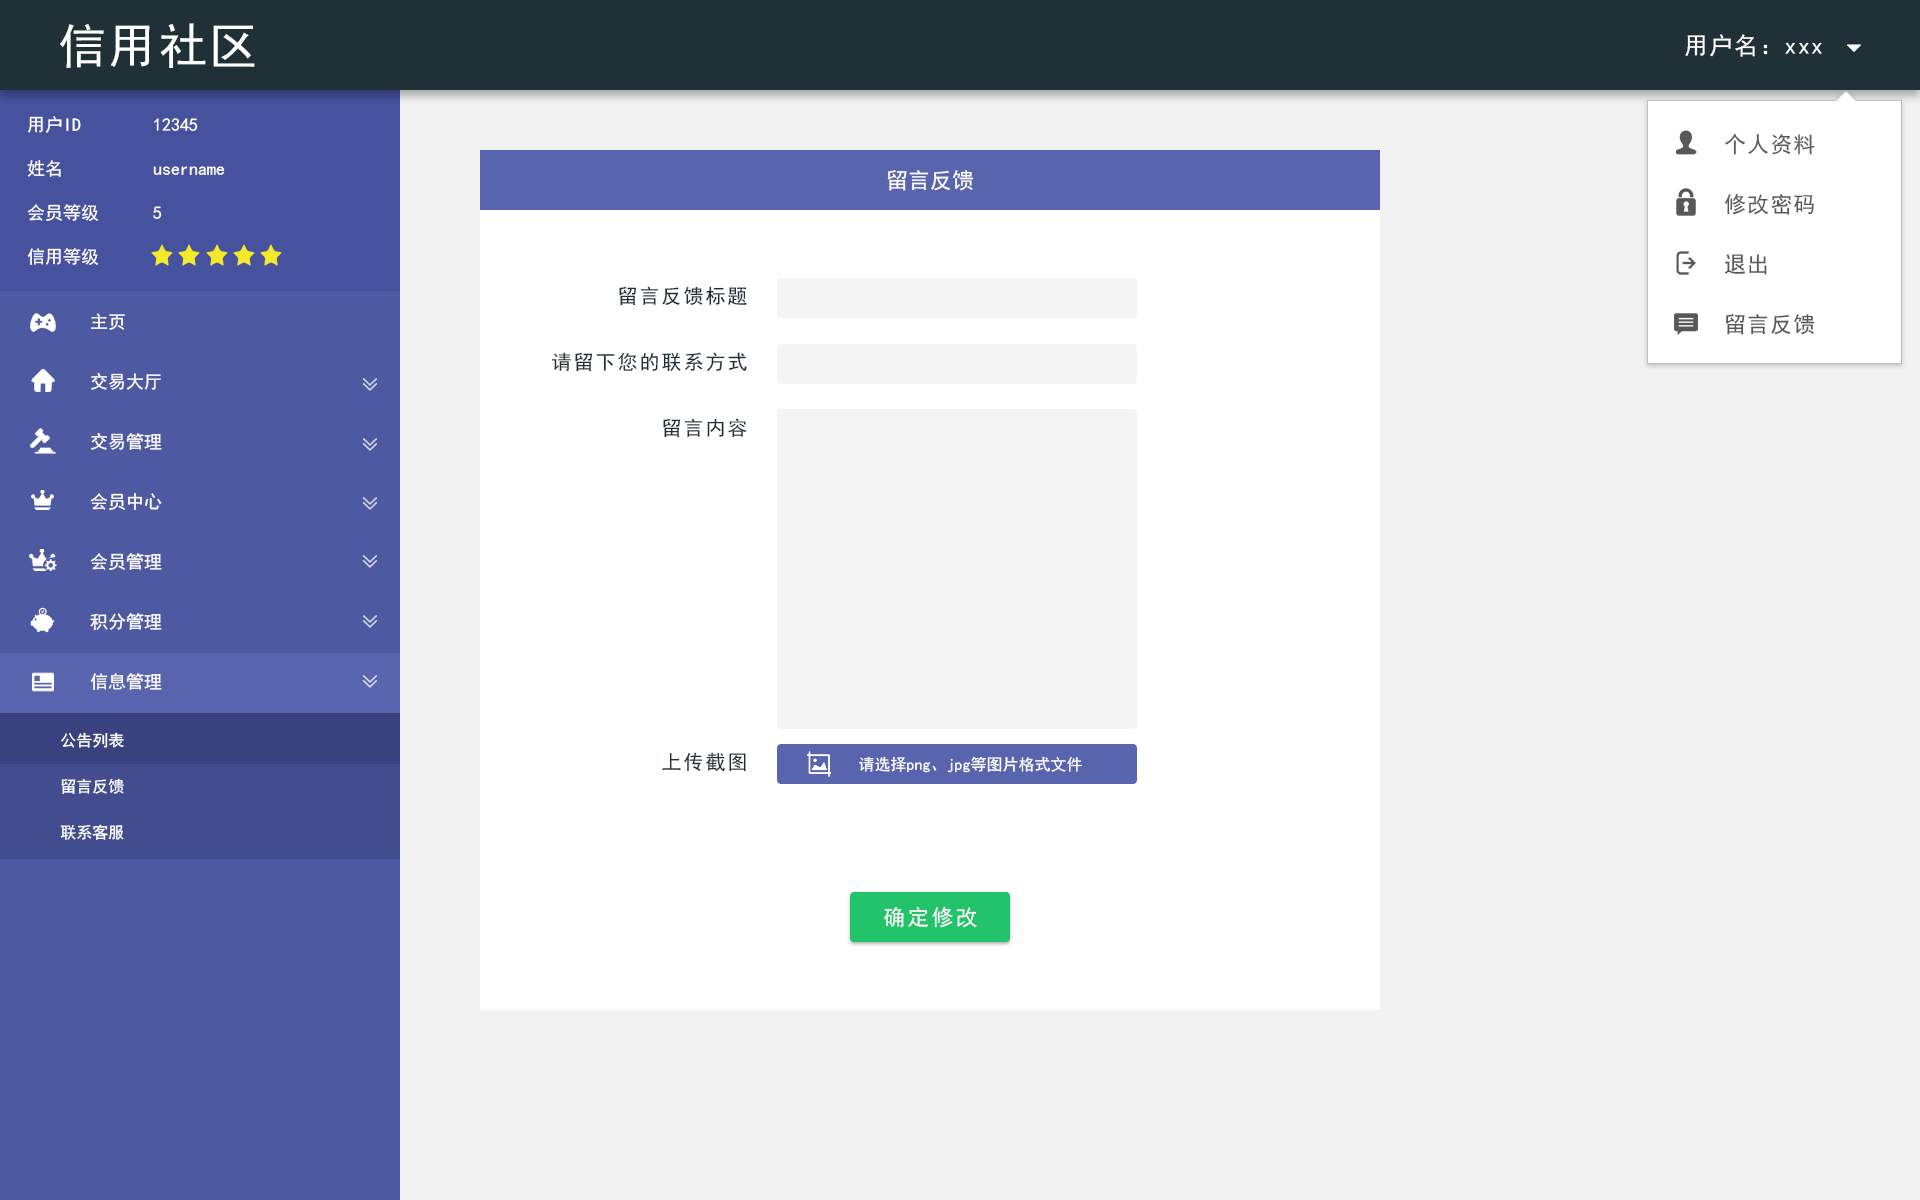 信用社区
用户名：xxx
用户ID 12345
姓名 username
会员等级 5
信用等级
主页
交易大厅
交易管理
会员中心
会员管理
积分管理
信息管理
公告列表
留言反馈
联系客服
留言反馈
留言反馈标题
请留下您的联系方式
留言内容
上传截图 请选择png、jpg等图片格式文件
确定修改
个人资料
修改密码
退出
留言反馈